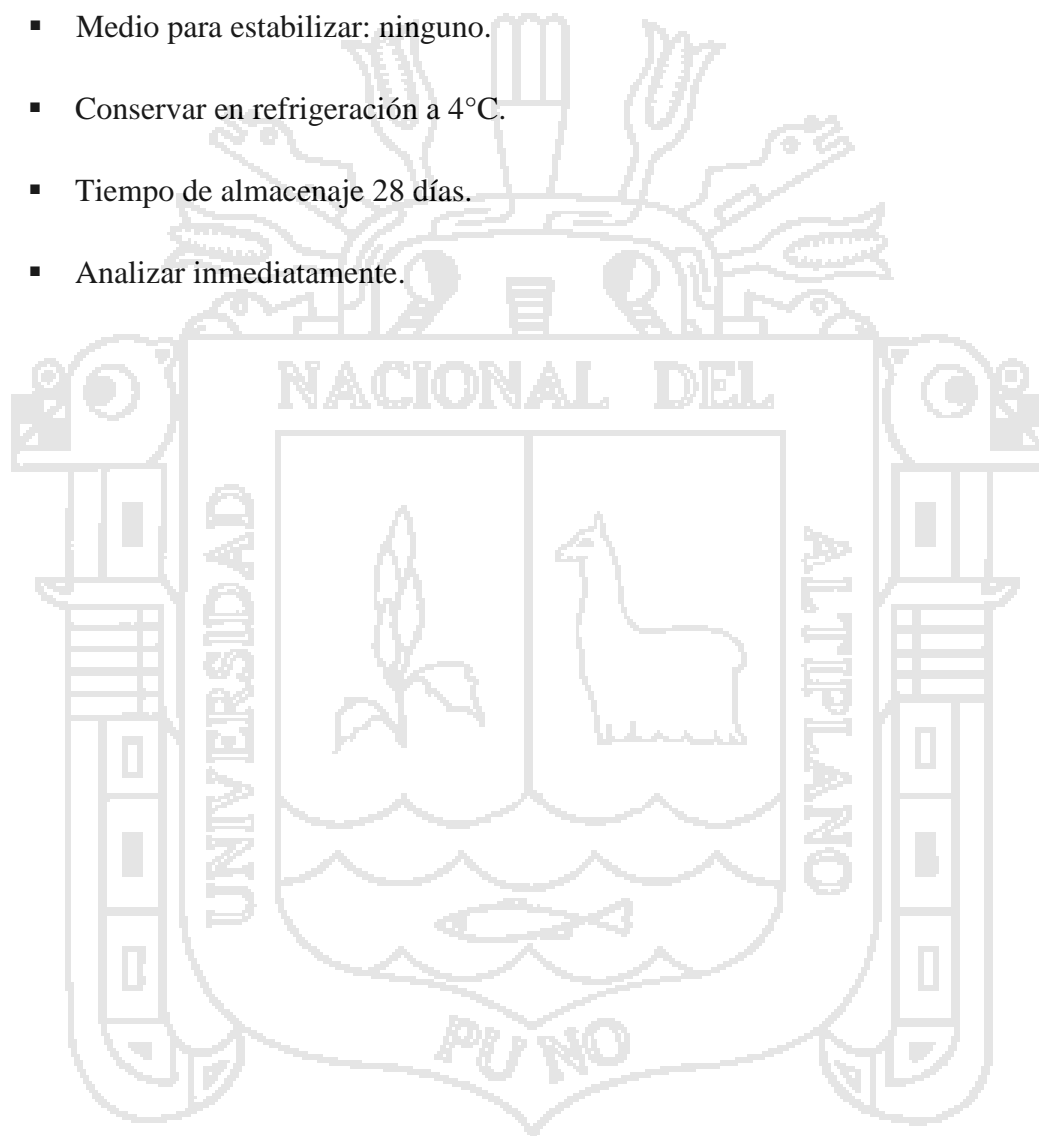 ▪ Medio para estabilizar: ninguno.
▪ Conservar en refrigeración a 4°C.
▪ Tiempo de almacenaje 28 días.
▪ Analizar inmediatamente.
NACIONAL DEL
UNIVERSIDAD
ALTIPLANO
PUNO